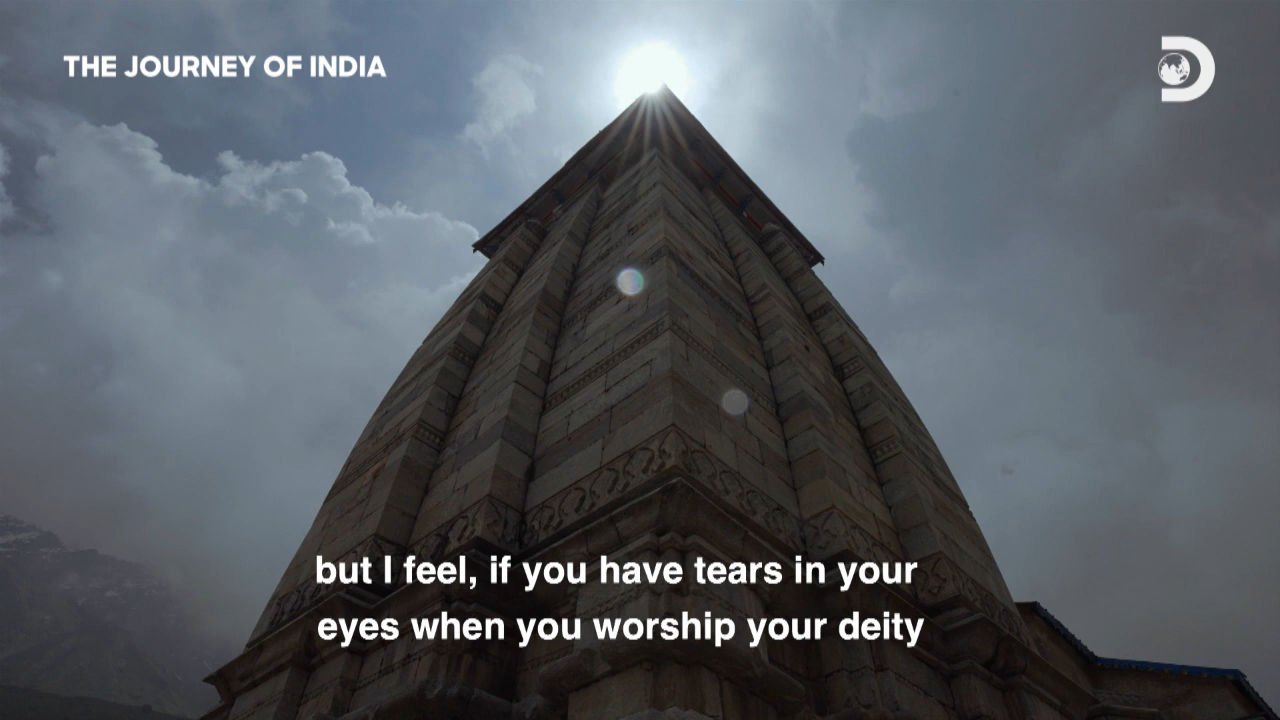 THE JOURNEY OF INDIA
but I feel, if you have tears in your
eyes when you worship your deity